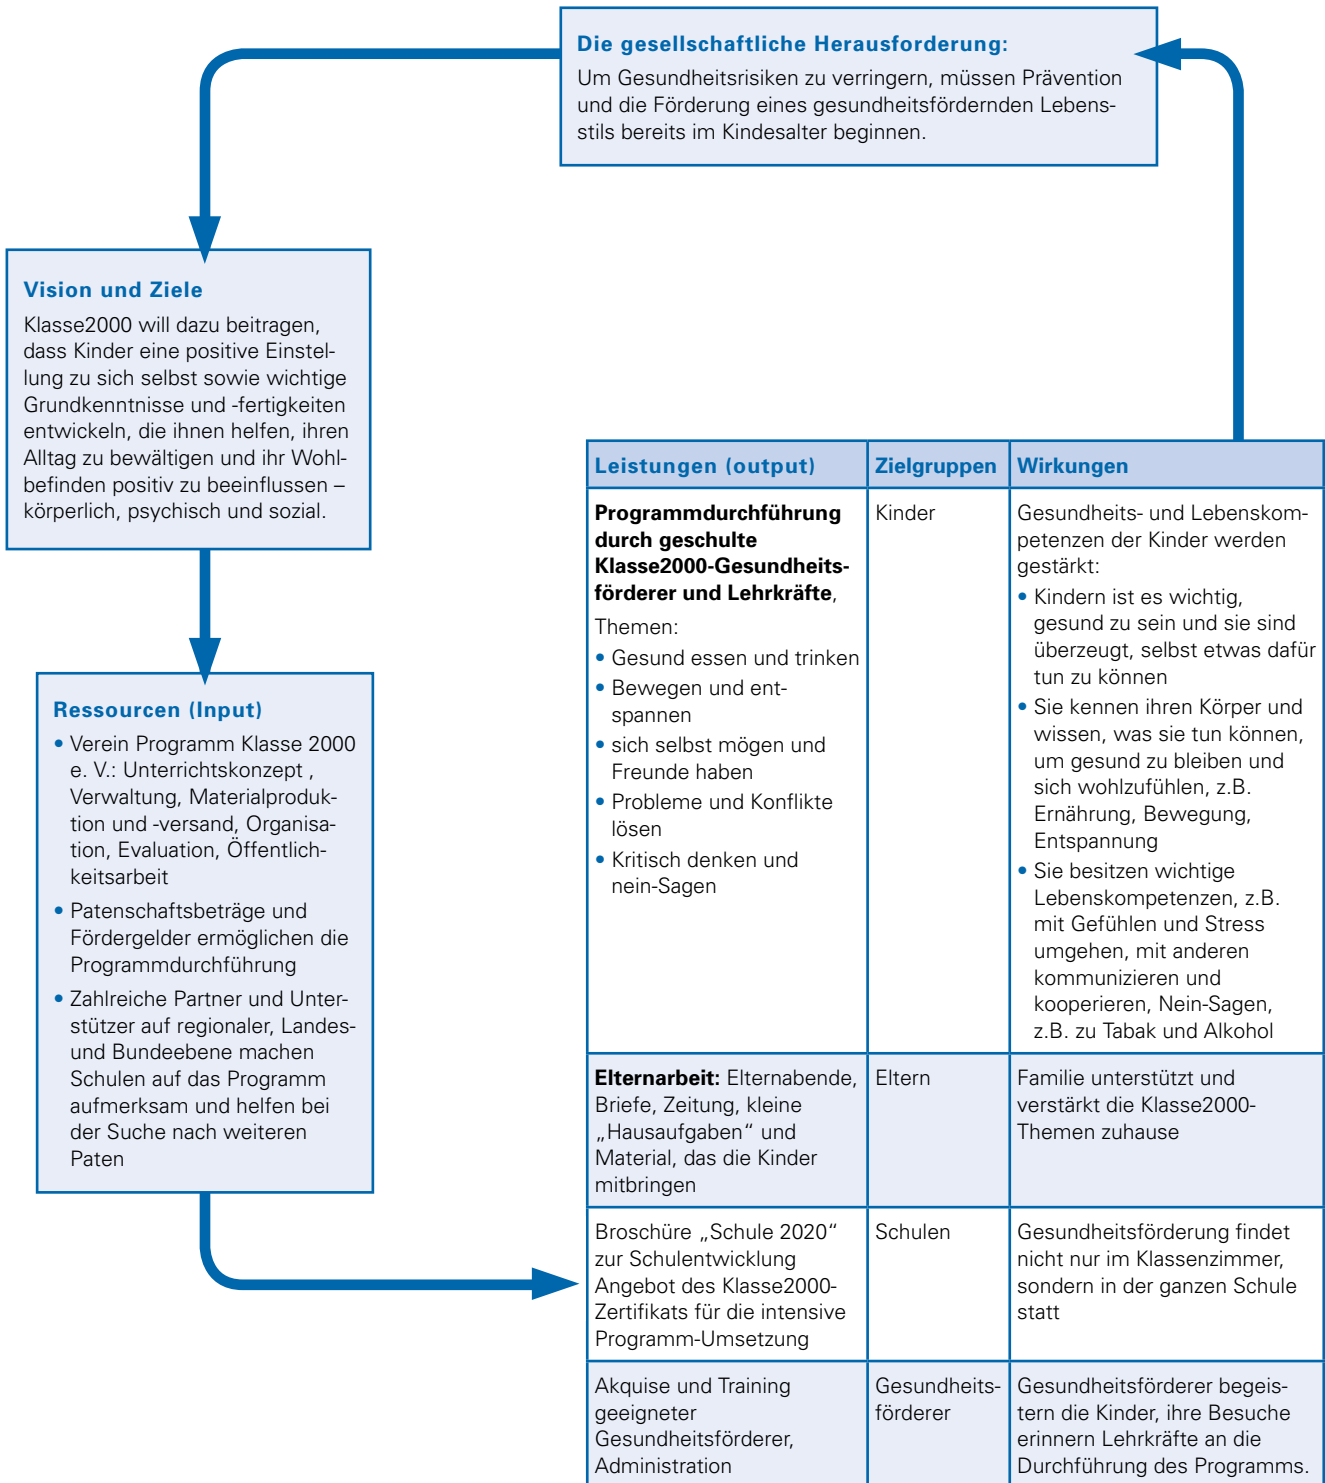 Die gesellschaftliche Herausforderung:
Um Gesundheitsrisiken zu verringern, müssen Prävention
und die Förderung eines gesundheitsfördernden Lebens-
stils bereits im Kindesalter beginnen.
Vision und Ziele
Klasse2000 will dazu beitragen,
dass Kinder eine positive Einstel-
lung zu sich selbst sowie wichtige
Grundkenntnisse und -fertigkeiten
entwickeln, die ihnen helfen, ihren
Alltag zu bewältigen und ihr Wohl-
befinden positiv zu beeinflussen –
körperlich, psychisch und sozial.
Ressourcen (Input)
• Verein Programm Klasse 2000
e. V.: Unterrichtskonzept ,
Verwaltung, Materialproduk-
tion und -versand, Organisa-
tion, Evaluation, Öffentlich-
keitsarbeit
• Patenschaftsbeträge und
Fördergelder ermöglichen die
Programmdurchführung
• Zahlreiche Partner und Unter-
stützer auf regionaler, Landes-
und Bundeebene machen
Schulen auf das Programm
aufmerksam und helfen bei
der Suche nach weiteren
Paten
Leistungen (output)
Zielgruppen
Wirkungen
Programmdurchführung
durch geschulte
Klasse2000-Gesundheits-
förderer und Lehrkräfte,
Themen:
• Gesund essen und trinken
• Bewegen und ent-
spannen
• sich selbst mögen und
Freunde haben
• Probleme und Konflikte
lösen
• Kritisch denken und
nein-Sagen
Kinder
Gesundheits- und Lebenskom-
petenzen der Kinder werden
gestärkt:
• Kindern ist es wichtig,
gesund zu sein und sie sind
überzeugt, selbst etwas dafür
tun zu können
• Sie kennen ihren Körper und
wissen, was sie tun können,
um gesund zu bleiben und
sich wohlzufühlen, z.B.
Ernährung, Bewegung,
Entspannung
• Sie besitzen wichtige
Lebenskompetenzen, z.B.
mit Gefühlen und Stress
umgehen, mit anderen
kommunizieren und
kooperieren, Nein-Sagen,
z.B. zu Tabak und Alkohol
Elternarbeit: Elternabende,
Briefe, Zeitung, kleine
„Hausaufgaben“ und
Material, das die Kinder
mitbringen
Eltern
Familie unterstützt und
verstärkt die Klasse2000-
Themen zuhause
Broschüre „Schule 2020“
zur Schulentwicklung
Angebot des Klasse2000-
Zertifikats für die intensive
Programm-Umsetzung
Schulen
Gesundheitsförderung findet
nicht nur im Klassenzimmer,
sondern in der ganzen Schule
statt
Akquise und Training
geeigneter
Gesundheitsförderer,
Administration
Gesundheits-
förderer
Gesundheitsförderer begeis-
tern die Kinder, ihre Besuche
erinnern Lehrkräfte an die
Durchführung des Programms.